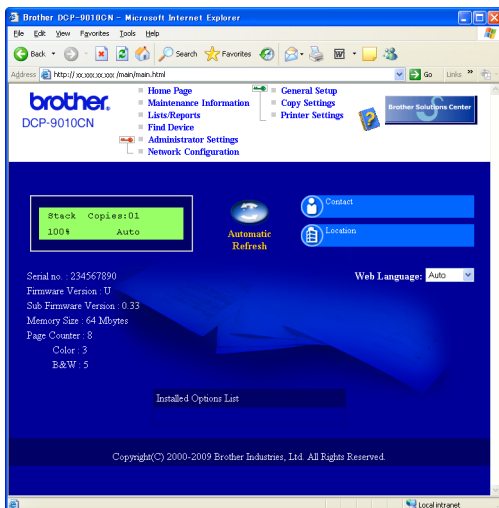 Brother DCP-9010CN - Microsoft Internet Explorer
File Edit View Favorites Tools Help
Back Search Favorites
Address http://xx.xxx.xx.xxx /main/main.html Go Links »
brother.
DCP-9010CN
Home Page
Maintenance Information
Lists/Reports
Find Device
Administrator Settings
Network Configuration
General Setup
Copy Settings
Printer Settings
Brother Solutions Center
Stack Copies:01
100% Auto
Automatic
Refresh
Contact
Location
Serial no. : 234567890
Firmware Version : U
Sub Firmware Version : 0.33
Memory Size : 64 Mbytes
Page Counter : 8
Color : 3
B&W : 5
Web Language: Auto
Installed Options List
Copyright(C) 2000-2009 Brother Industries, Ltd. All Rights Reserved.
Local intranet